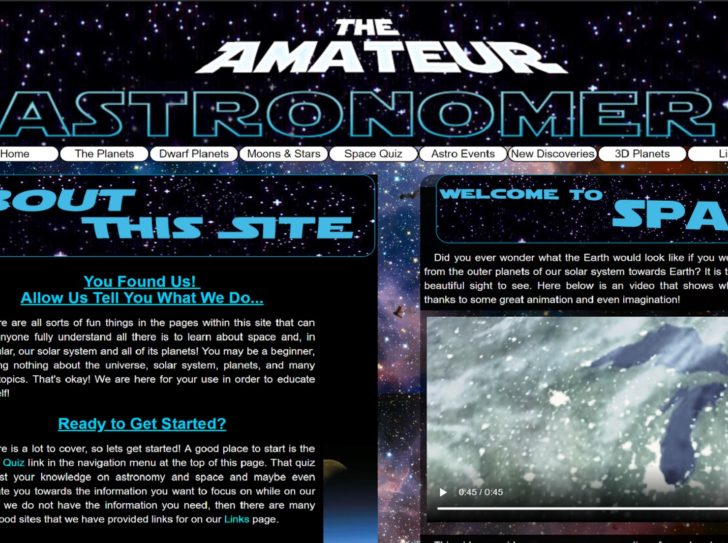 THE
AMATEUR
ASTRONOMER
Home The Planets Dwarf Planets Moons & Stars Space Quiz Astro Events New Discoveries 3D Planets Li
BOUT
THIS SITE
You Found Us!
Allow Us Tell You What We Do...
re are all sorts of fun things in the pages within this site that can
nyone fully understand all there is to learn about space and, in
lar, our solar system and all of its planets! You may be a beginner,
ng nothing about the universe, solar system, planets, and many
topics. That's okay! We are here for your use in order to educate
elf!
Ready to Get Started?
re is a lot to cover, so lets get started! A good place to start is the
Quiz link in the navigation menu at the top of this page. That quiz
st your knowledge on astronomy and space and maybe even
te you towards the information you want to focus on while on our
we do not have the information you need, then there are many
ood sites that we have provided links for on our Links page.
WELCOME TO
SPA
Did you ever wonder what the Earth would look like if you we
from the outer planets of our solar system towards Earth? It is t
beautiful sight to see. Here below is an video that shows wh
thanks to some great animation and even imagination!
0:45 / 0:45